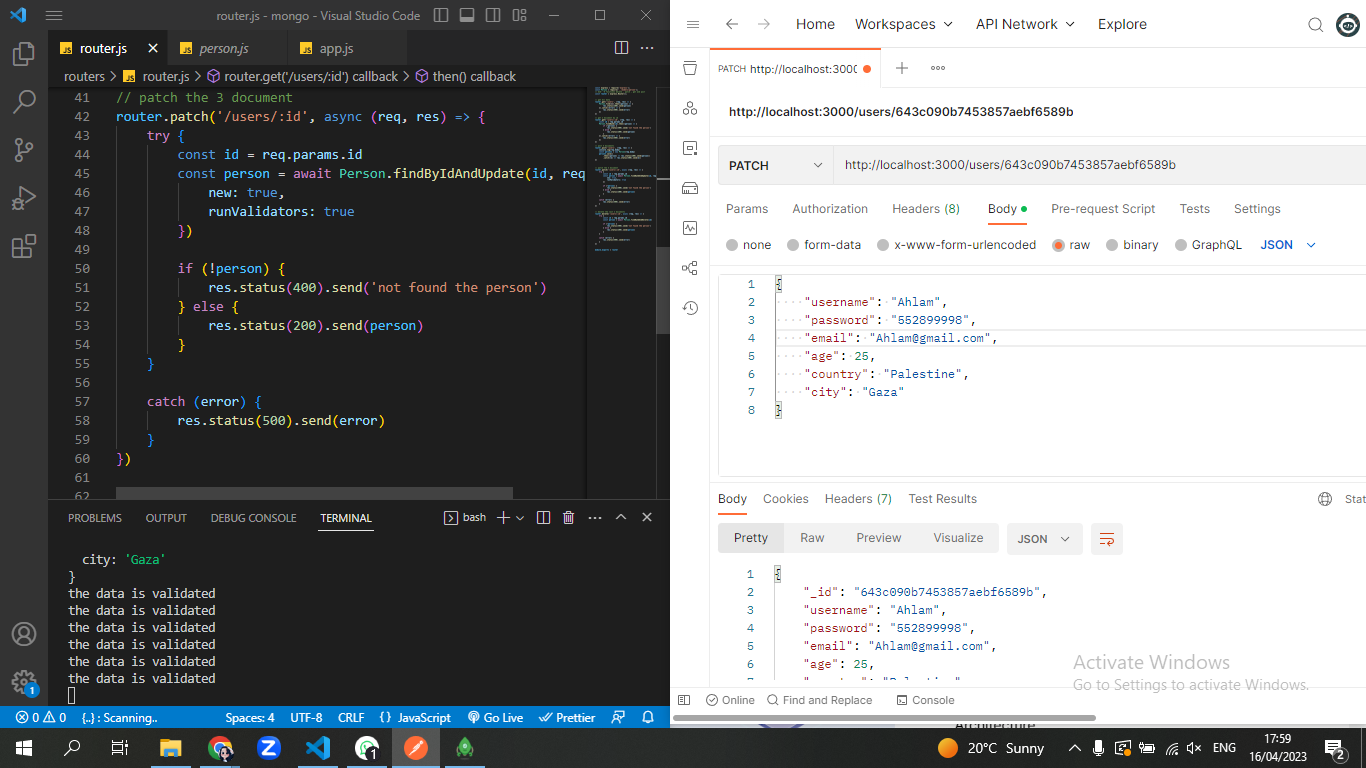 router.js - mongo - Visual Studio Code
router.js
person.js
app.js
routers > router.js > router.get('/users/:id') callback > then() callback
41 // patch the 3 document
42 router.patch('/users/:id', async (req, res) => {
43 try {
44 const id = req.params.id
45 const person = await Person.findByIdAndUpdate(id, req
46 new: true,
47 runValidators: true
48 })
49
50 if (!person) {
51 res.status(400).send('not found the person')
52 } else {
53 res.status(200).send(person)
54 }
55 }
56
57 catch (error) {
58 res.status(500).send(error)
59 }
60 })
61
62
PROBLEMS OUTPUT DEBUG CONSOLE TERMINAL bash
city: 'Gaza'
}
the data is validated
the data is validated
the data is validated
the data is validated
the data is validated
the data is validated
1
0 0 {..} : Scanning.. Spaces: 4 UTF-8 CRLF {} JavaScript Go Live Prettier
Home Workspaces API Network Explore
PATCH http://localhost:3000
http://localhost:3000/users/643c090b7453857aebf6589b
PATCH http://localhost:3000/users/643c090b7453857aebf6589b
Params Authorization Headers (8) Body Pre-request Script Tests Settings
none form-data x-www-form-urlencoded raw binary GraphQL JSON
1 {
2 "username": "Ahlam",
3 "password": "552899998",
4 "email": "Ahlam@gmail.com",
5 "age": 25,
6 "country": "Palestine",
7 "city": "Gaza"
8 }
Body Cookies Headers (7) Test Results Stat
Pretty Raw Preview Visualize JSON
1 {
2 "_id": "643c090b7453857aebf6589b",
3 "username": "Ahlam",
4 "password": "552899998",
5 "email": "Ahlam@gmail.com",
6 "age": 25,
Activate Windows
Go to Settings to activate Windows.
Online Find and Replace Console
Architecture
1
20°C Sunny ENG 17:59
16/04/2023
2